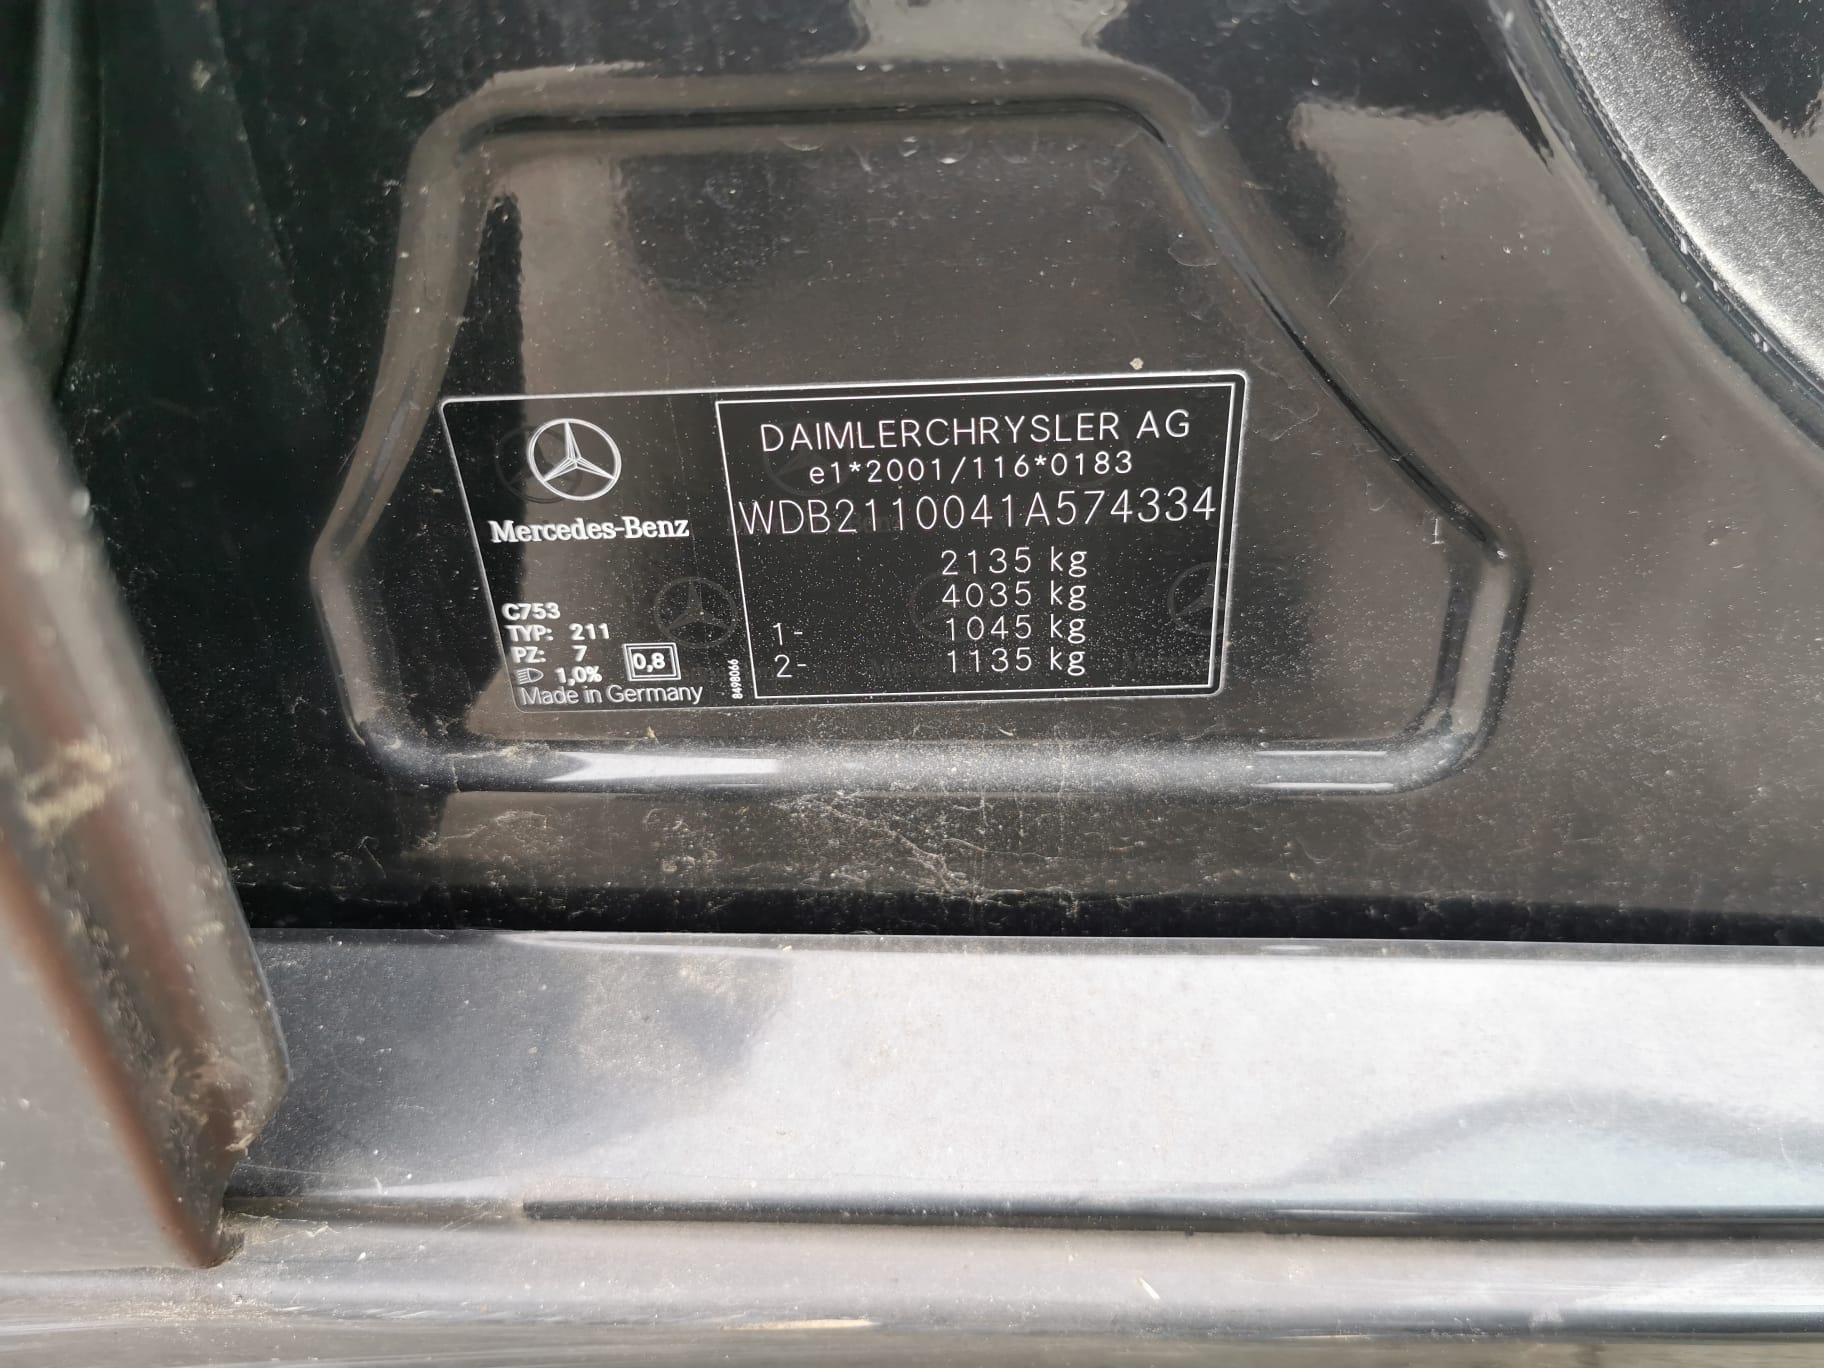 Mercedes-Benz
C753
TYP: 211
PZ: 7
1,0%
0,8
Made in Germany
8498066
DAIMLERCHRYSLER AG
e1*2001/116*0183
WDB2110041A574334
2135 kg
4035 kg
1- 1045 kg
2- 1135 kg